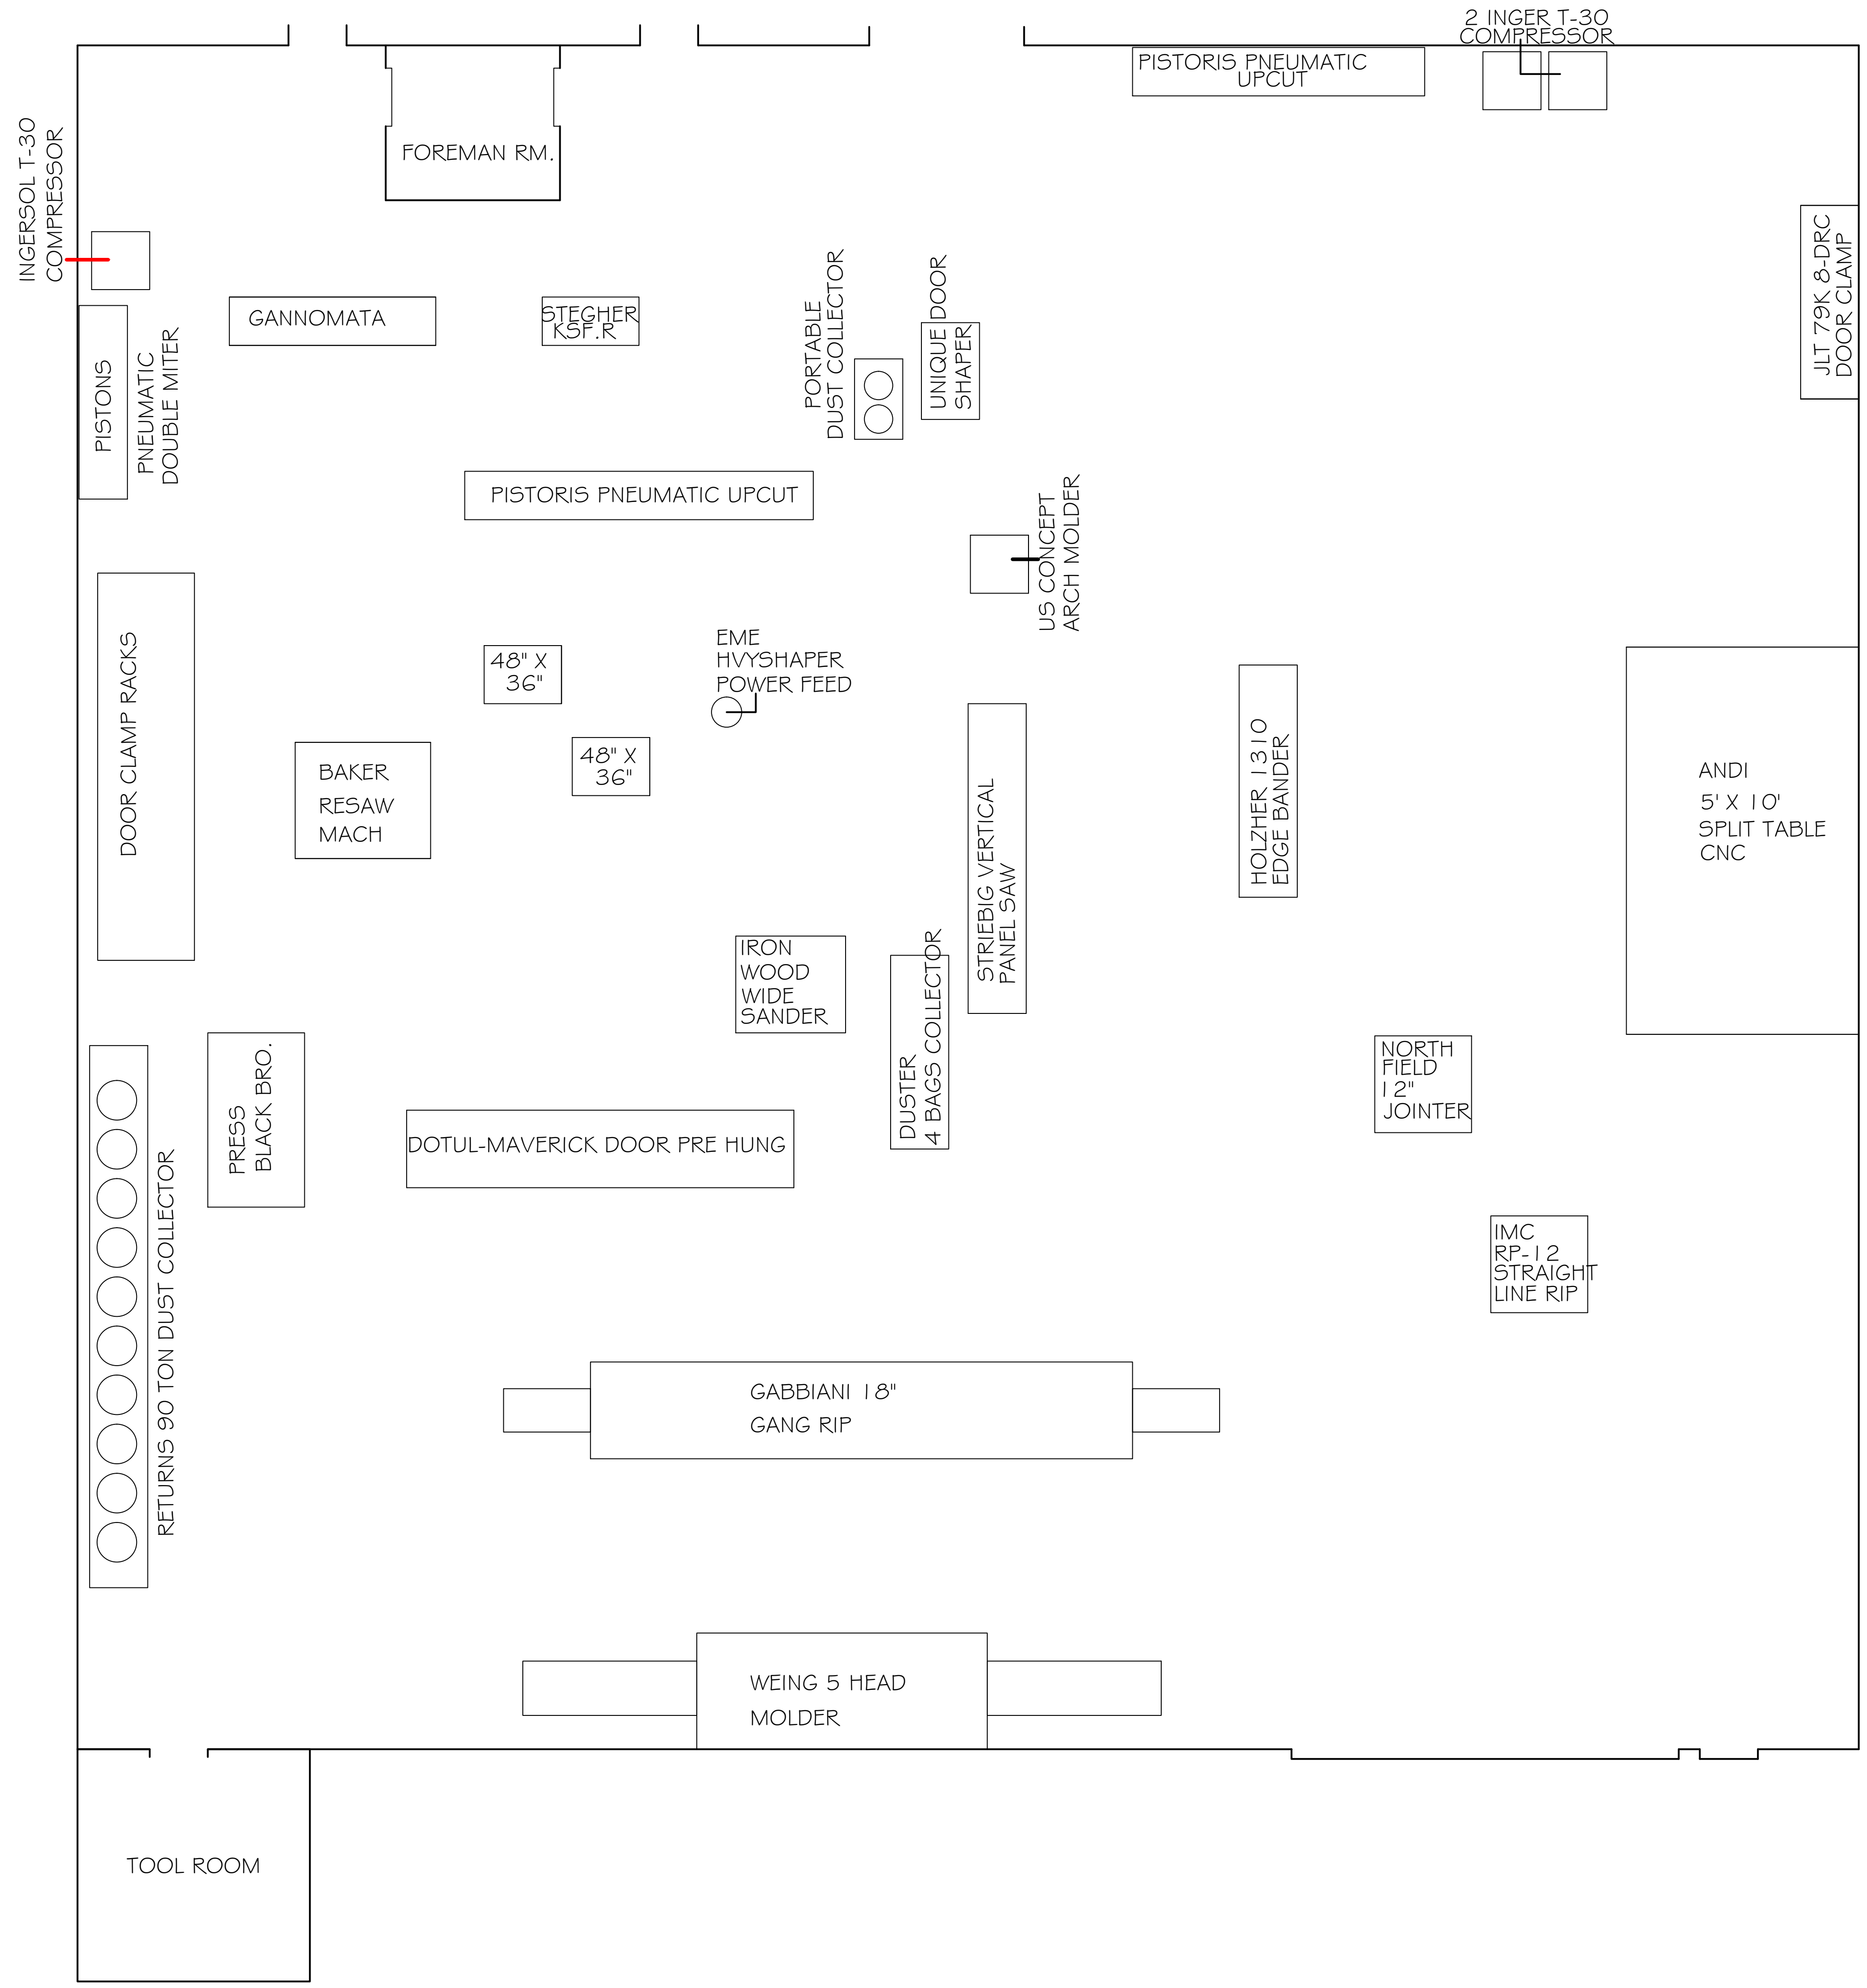 2 INGER T-30
COMPRESSOR
PISTORIS PNEUMATIC
UPCUT
INGERSOL T-30
COMPRESSOR
FOREMAN RM.
JLT 79K 8-DRC
DOOR CLAMP
GANNOMATA
STEGHER
KSF.R
PORTABLE
DUST COLLECTOR
UNIQUE DOOR
SHAPER
PISTONS
PNEUMATIC
DOUBLE MITER
PISTORIS PNEUMATIC UPCUT
US CONCEPT
ARCH MOLDER
DOOR CLAMP RACKS
48" X
36"
EME
HVYSHAPER
POWER FEED
48" X
36"
BAKER
RESAW
MACH
STRIEBIG VERTICAL
PANEL SAW
HOLZHER 1310
EDGE BANDER
ANDI
5' X 10'
SPLIT TABLE
CNC
IRON
WOOD
WIDE
SANDER
DUSTER
4 BAGS COLLECTOR
NORTH
FIELD
12"
JOINTER
PRESS
BLACK BRO.
DOTUL-MAVERICK DOOR PRE HUNG
RETURNS 90 TON DUST COLLECTOR
IMC
RP-12
STRAIGHT
LINE RIP
GABBIANI 18"
GANG RIP
WEING 5 HEAD
MOLDER
TOOL ROOM